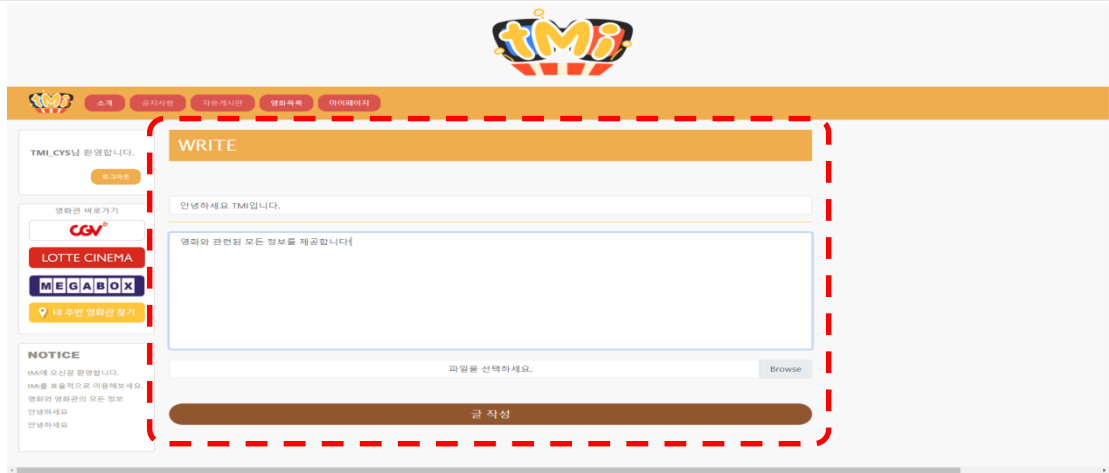 tMi
tMi
소개
공지사항
자유게시판
영화목록
마이페이지
TMI_CYS님 환영합니다.
로그아웃
영화관 바로가기
CGV
LOTTE CINEMA
MEGABOX
내 주변 영화관 찾기
NOTICE
tMi에 오신걸 환영합니다.
tMi를 효율적으로 이용해보세요.
영화와 영화관의 모든 정보
안녕하세요
안녕하세요
WRITE
안녕하세요 TMI입니다.
영화와 관련된 모든 정보를 제공합니다
파일을 선택하세요.
Browse
글 작성